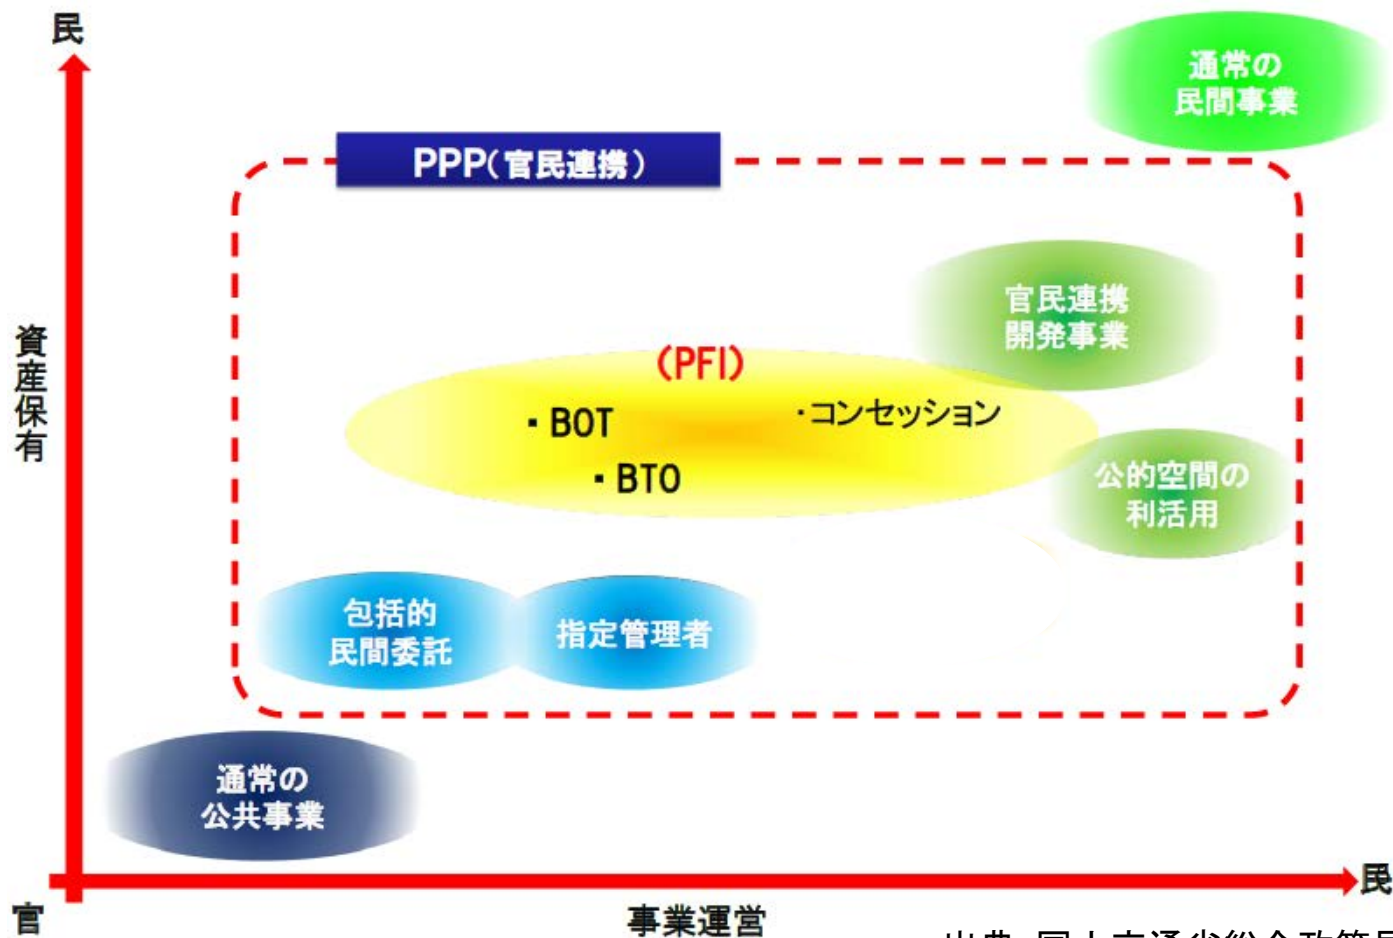 民
通常の
民間事業
PPP(官民連携)
官民連携
開発事業
資産保有
(PFI)
・BOT
・コンセッション
・BTO
公的空間の
利活用
包括的
民間委託
指定管理者
通常の
公共事業
民
官
事業運営